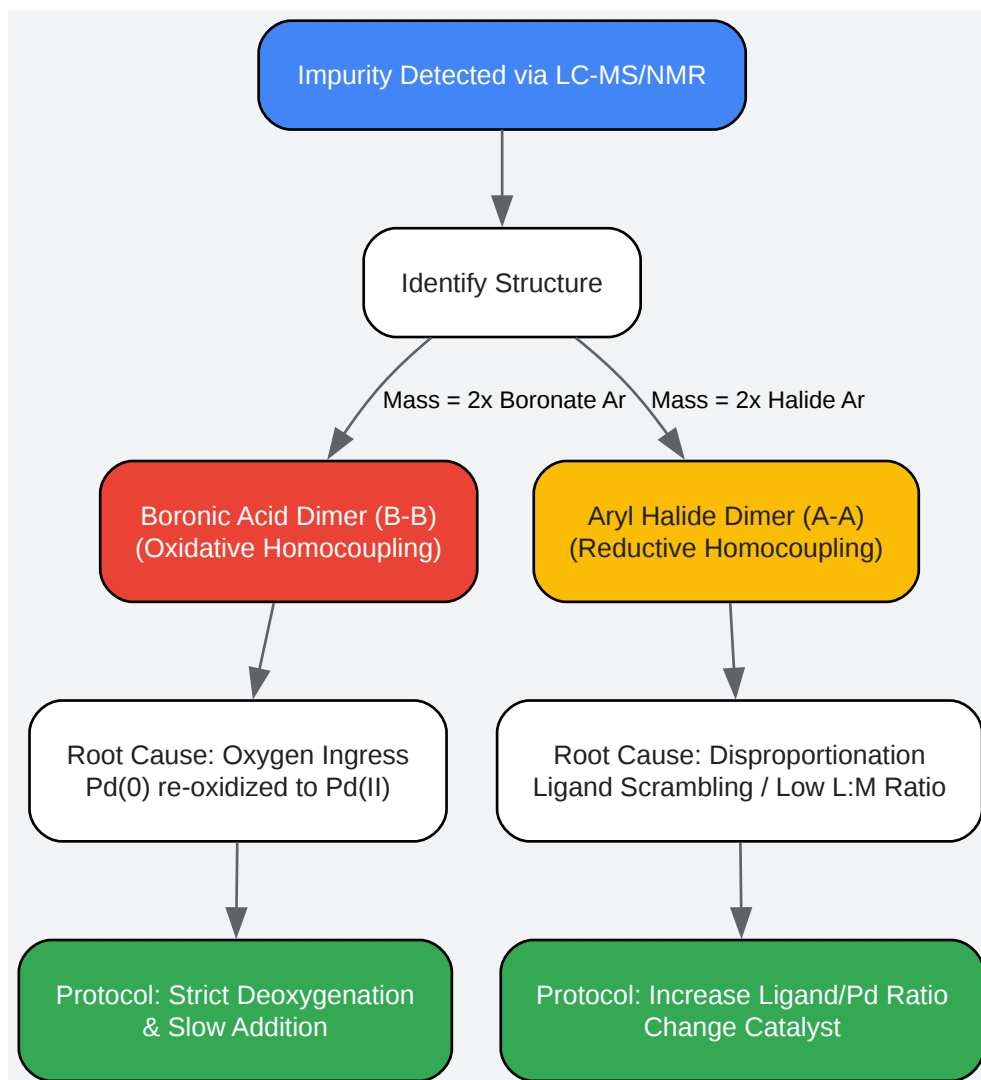 Impurity Detected via LC-MS/NMR
Identify Structure
Mass = 2x Boronate Ar
Mass = 2x Halide Ar
Boronic Acid Dimer (B-B)
(Oxidative Homocoupling)
Aryl Halide Dimer (A-A)
(Reductive Homocoupling)
Root Cause: Oxygen Ingress
Pd(0) re-oxidized to Pd(II)
Root Cause: Disproportionation
Ligand Scrambling / Low L:M Ratio
Protocol: Strict Deoxygenation
& Slow Addition
Protocol: Increase Ligand/Pd Ratio
Change Catalyst